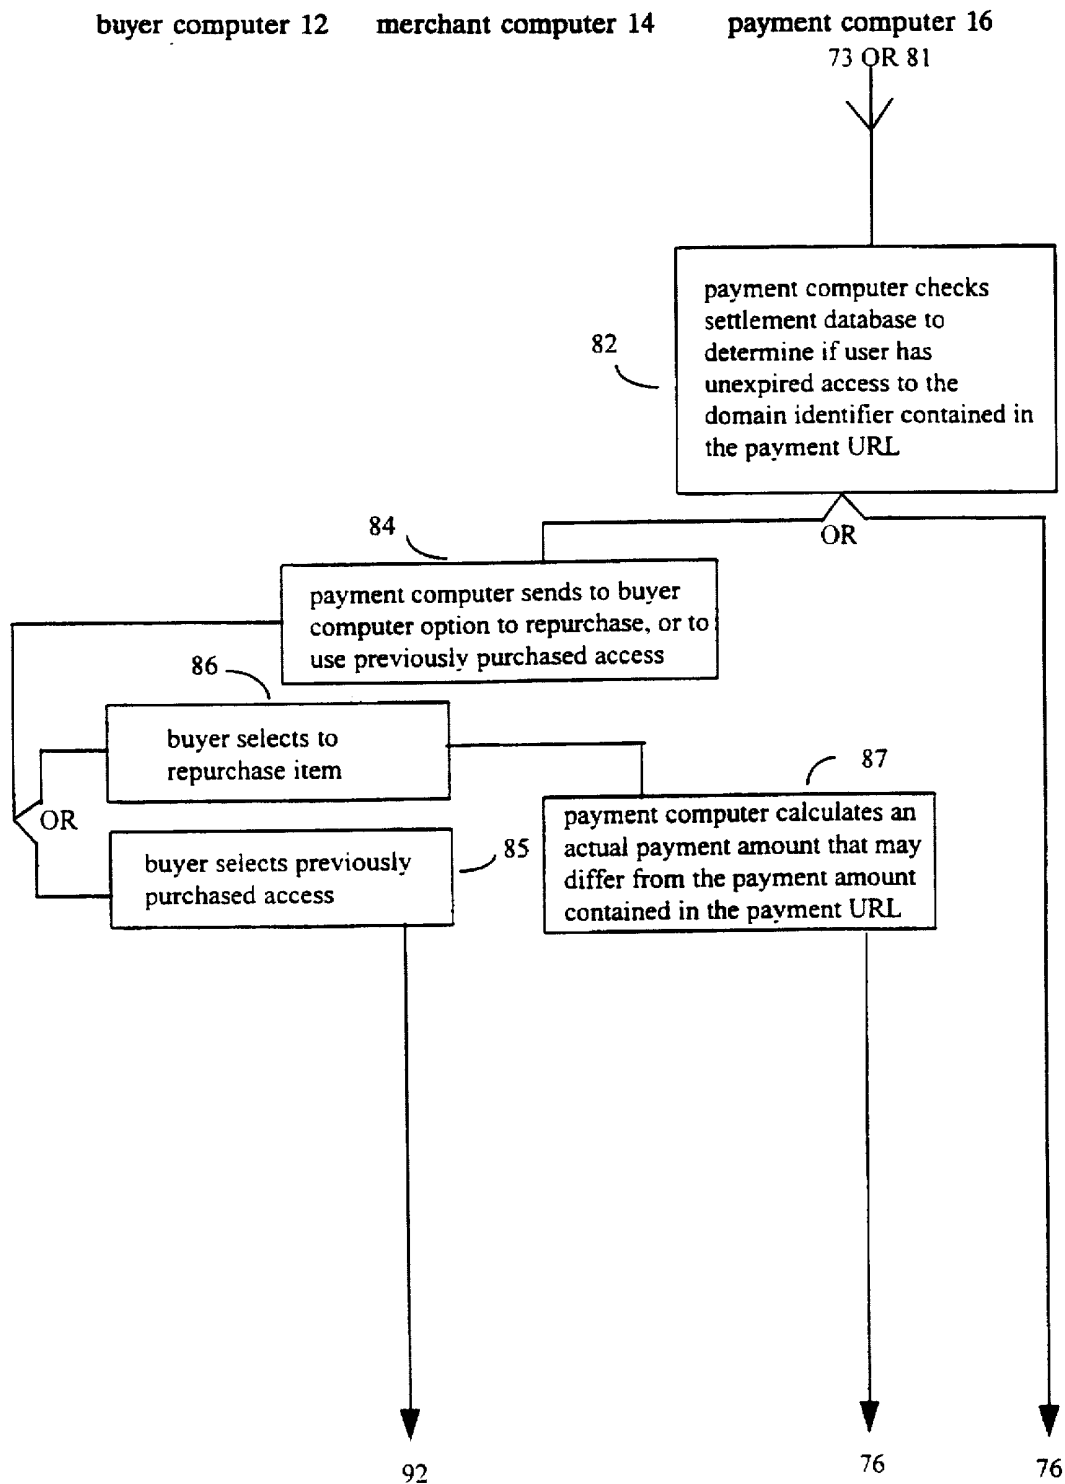 buyer computer 12 merchant computer 14 payment computer 16
73 OR 81
payment computer checks
settlement database to
determine if user has
unexpired access to the
domain identifier contained in
the payment URL
82
OR
84
payment computer sends to buyer
computer option to repurchase, or to
use previously purchased access
86
buyer selects to
repurchase item
OR
87
payment computer calculates an
actual payment amount that may
differ from the payment amount
contained in the payment URL
buyer selects previously
purchased access
85
92
76
76